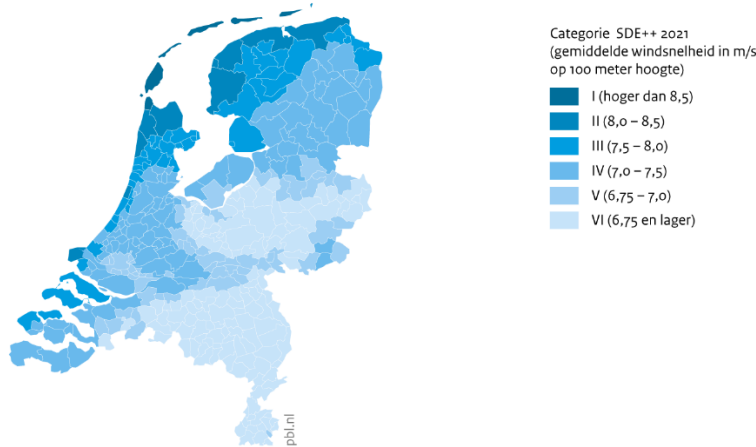 Categorie SDE++ 2021
(gemiddelde windsnelheid in m/s
op 100 meter hoogte)
I (hoger dan 8,5)
II (8,0 – 8,5)
III (7,5 – 8,0)
IV (7,0 – 7,5)
V (6,75 – 7,0)
VI (6,75 en lager)
pbl.nl